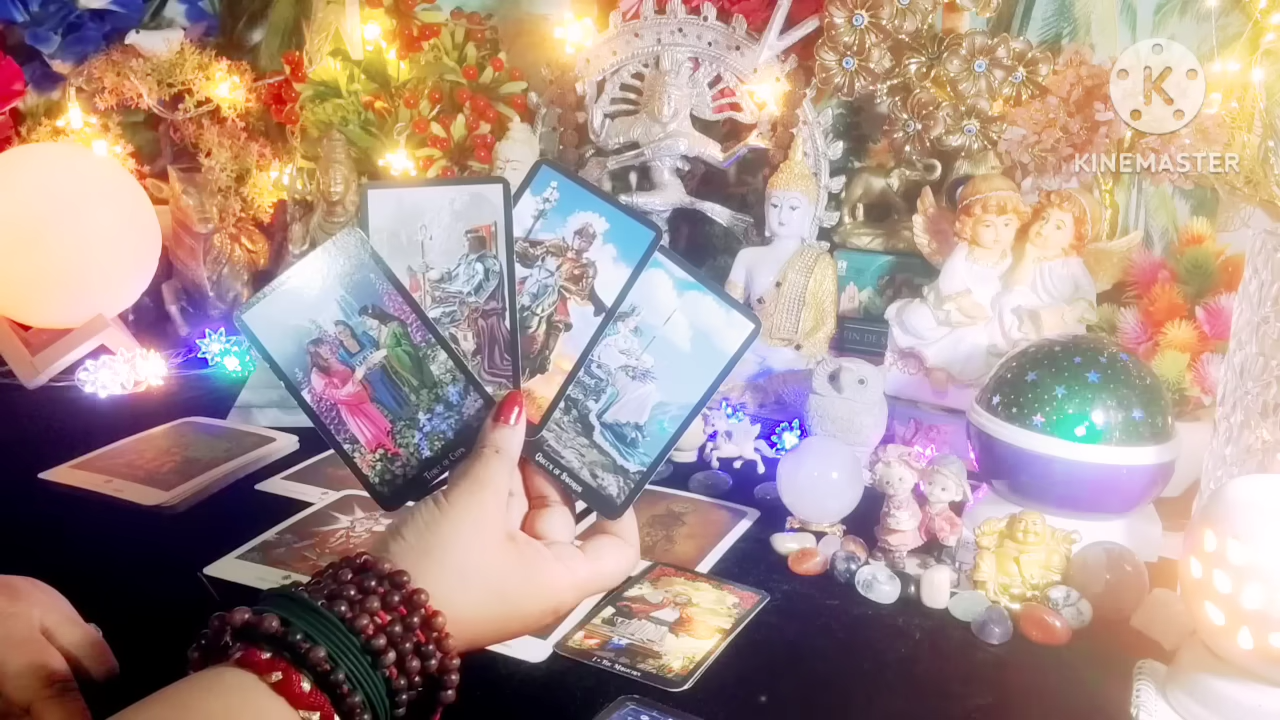 K
KINEMASTER
THREE OF CUPS
QUEEN OF SWORDS
I • THE MAGICIAN